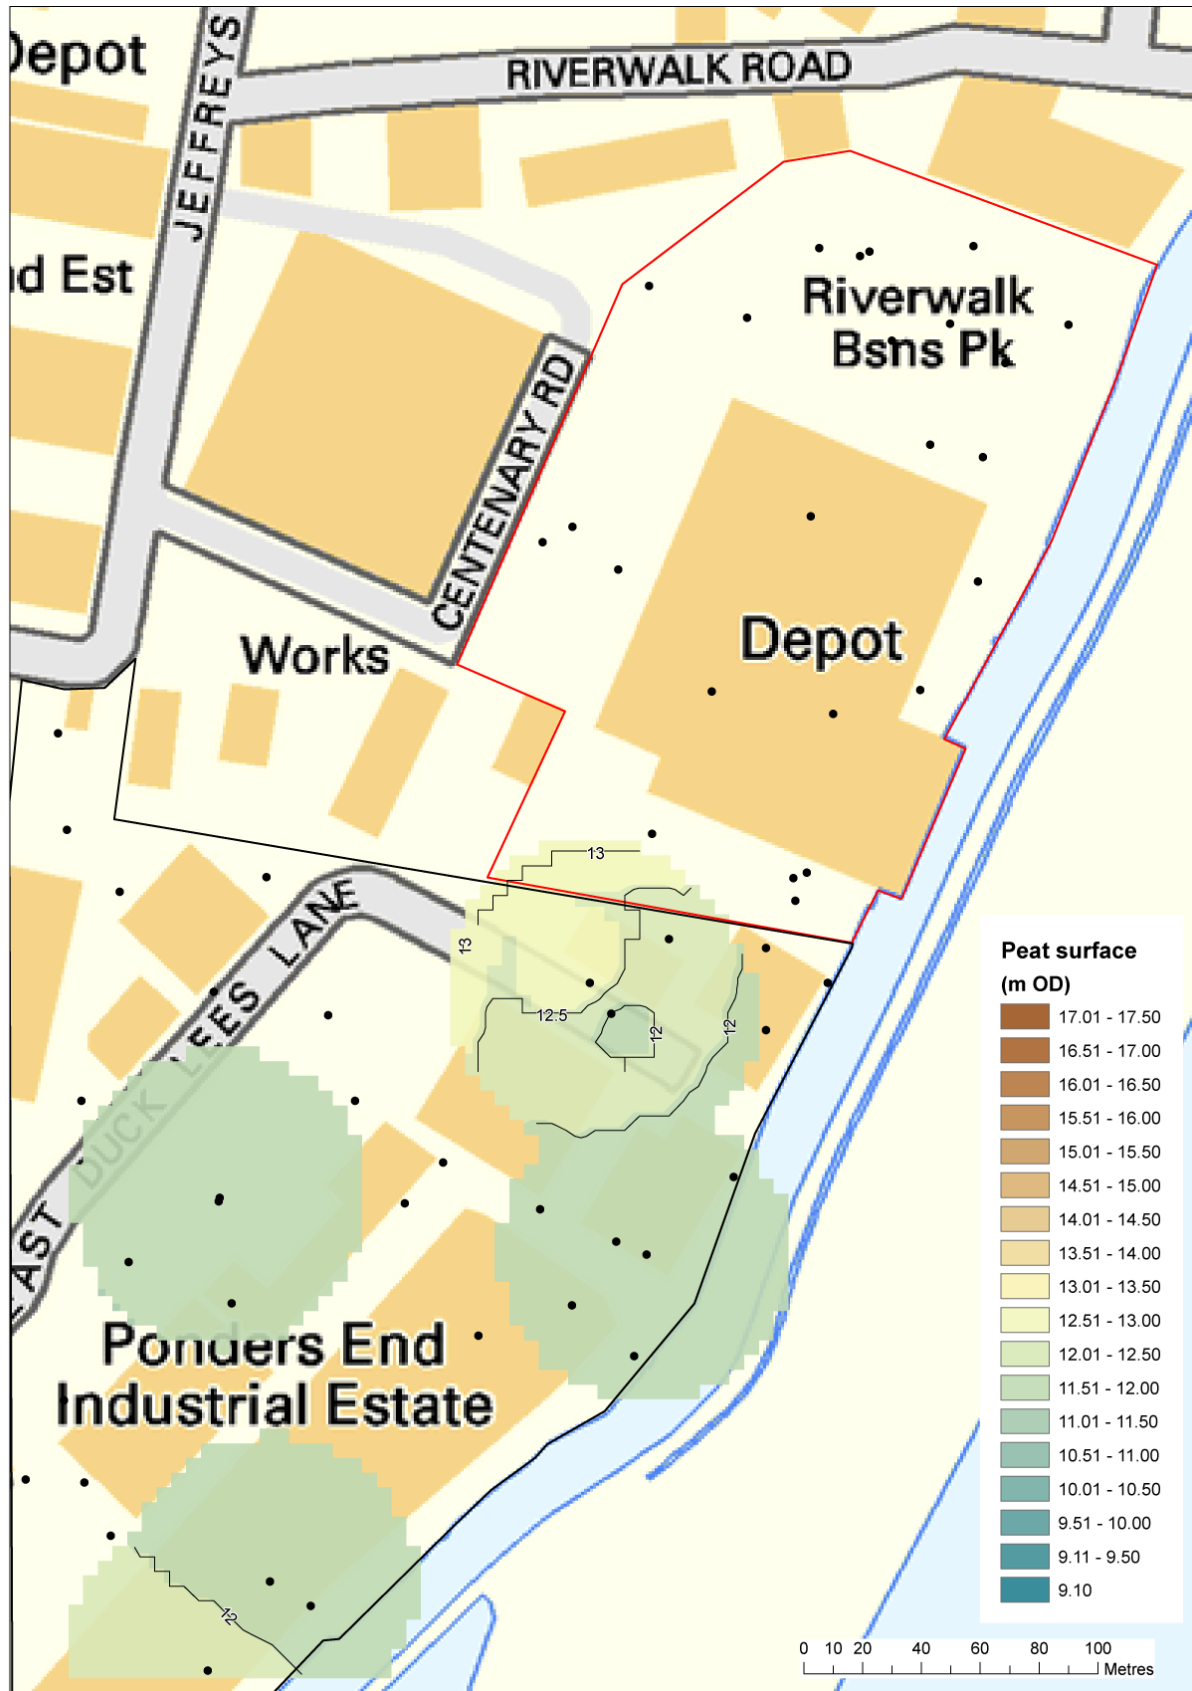 Depot
RIVERWALK ROAD
JEFFREYS
nd Est
Riverwalk
Bsns Pk
CENTENARY RD
Works
Depot
13
13
12.5
12
12
EAST DUCK LEES LANE
Ponders End
Industrial Estate
12
Peat surface
(m OD)
17.01 - 17.50
16.51 - 17.00
16.01 - 16.50
15.51 - 16.00
15.01 - 15.50
14.51 - 15.00
14.01 - 14.50
13.51 - 14.00
13.01 - 13.50
12.51 - 13.00
12.01 - 12.50
11.51 - 12.00
11.01 - 11.50
10.51 - 11.00
10.01 - 10.50
9.51 - 10.00
9.11 - 9.50
9.10
0 10 20 40 60 80 100
Metres